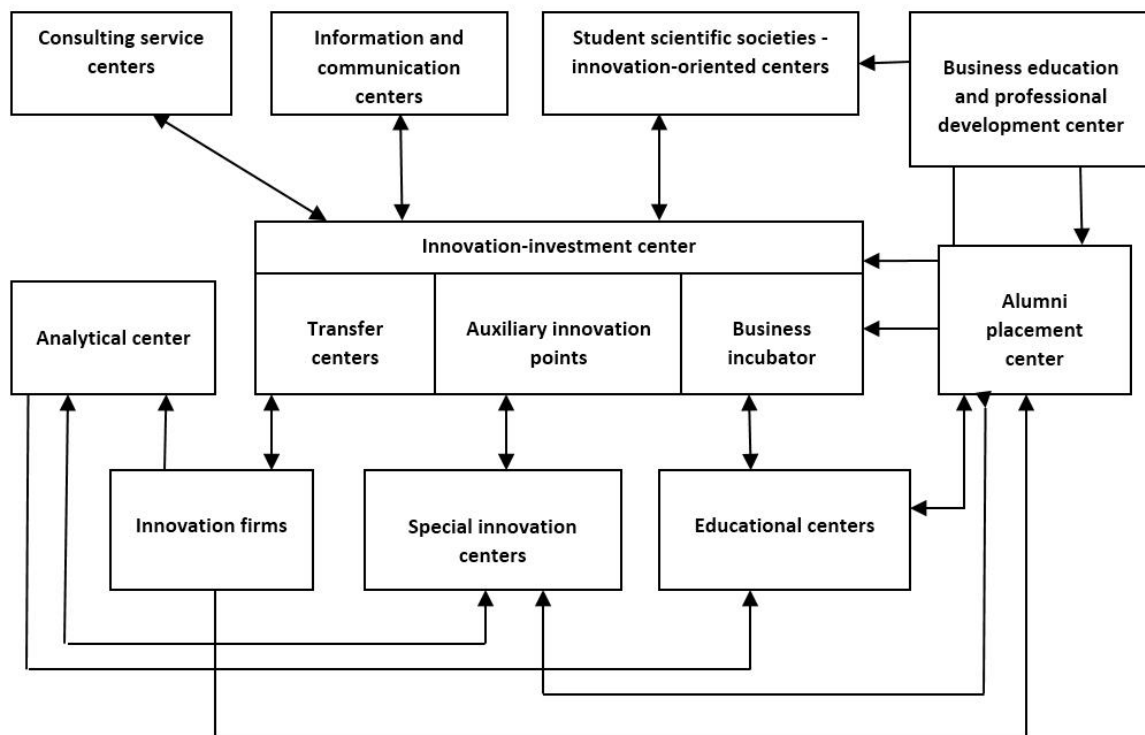 Consulting service
centers
Information and
communication
centers
Student scientific societies -
innovation-oriented centers
Business education
and professional
development center
Innovation-investment center
Analytical center
Transfer
centers
Auxiliary innovation
points
Business
incubator
Alumni
placement
center
Innovation firms
Special innovation
centers
Educational centers